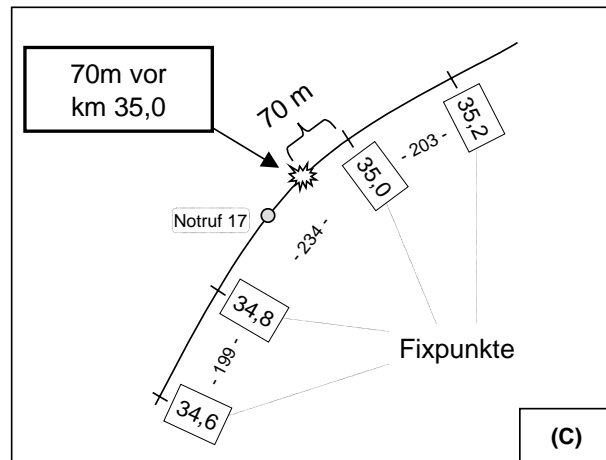 70m vor
km 35,0
70 m
35,2
- 203 -
35,0
Notruf 17
- 234 -
34,8
Fixpunkte
- 199 -
34,6
(C)